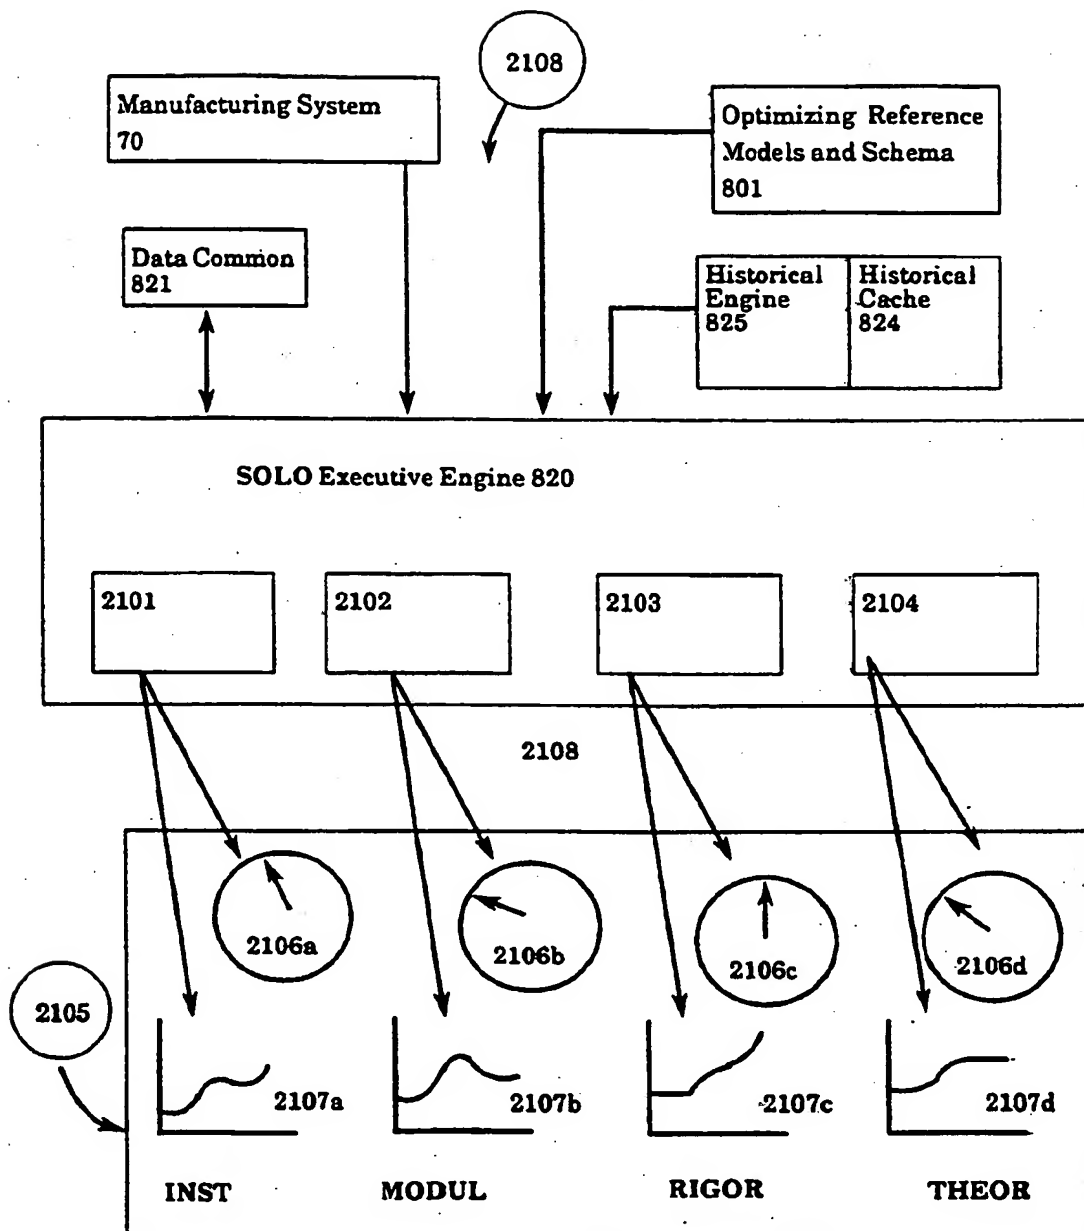 2108
Manufacturing System
70
Optimizing Reference
Models and Schema
801
Data Common
821
Historical
Engine
825
Historical
Cache
824
SOLO Executive Engine 820
2101
2102
2103
2104
2108
2106a
2106b
2106c
2106d
2105
2107a
2107b
2107c
2107d
INST
MODUL
RIGOR
THEOR